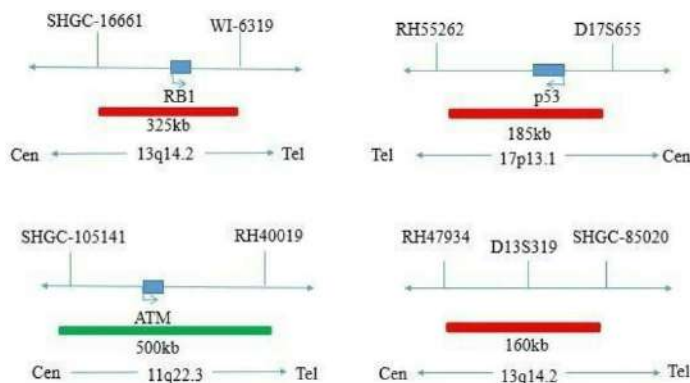 SHGC-16661
WI-6319
RB1
325kb
Cen 13q14.2 Tel
RH55262
D17S655
p53
185kb
Tel 17p13.1 Cen
SHGC-105141
RH40019
ATM
500kb
Cen 11q22.3 Tel
RH47934
D13S319
SHGC-85020
160kb
Cen 13q14.2 Tel